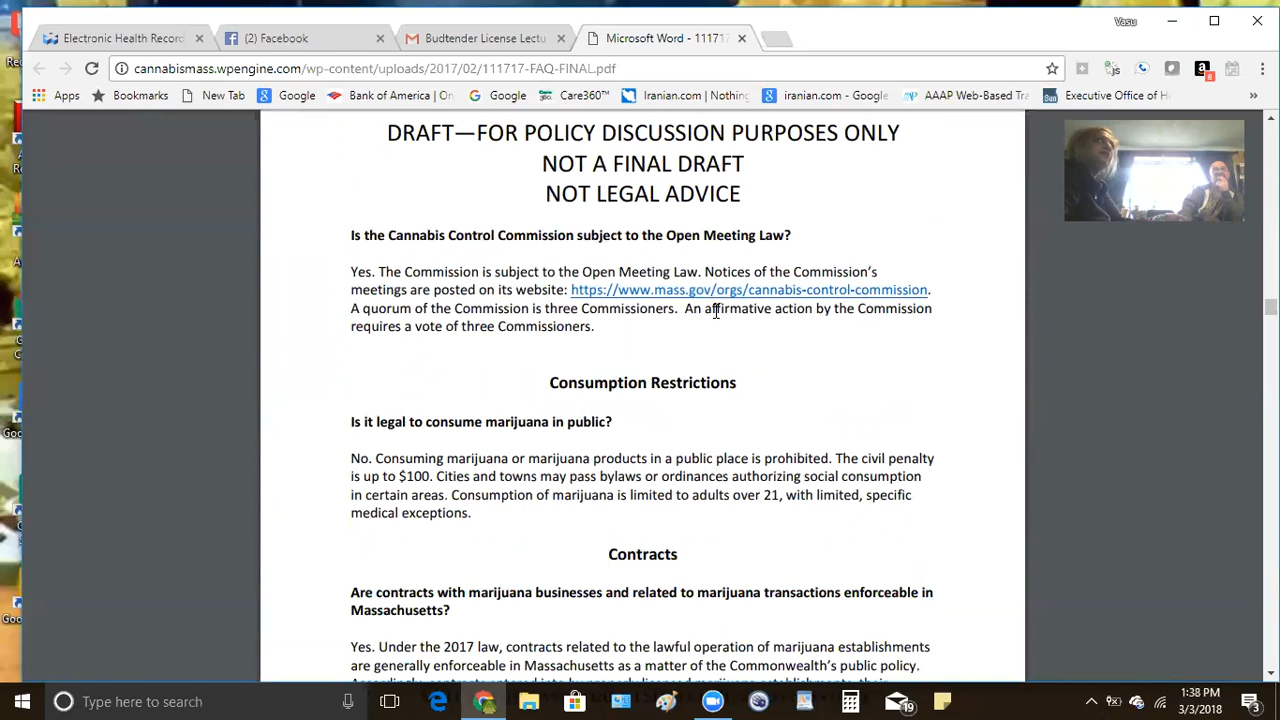 Vasu
Electronic Health Record
(2) Facebook
Budtender License Lectu
Microsoft Word - 11171
cannabismass.wpengine.com/wp-content/uploads/2017/02/111717-FAQ-FINAL.pdf
Apps
Bookmarks
New Tab
Google
Bank of America | On
Google
Care360™
Iranian.com | Nothing
iranian.com - Google
AAAP Web-Based Tra
Executive Office of He
8
DRAFT—FOR POLICY DISCUSSION PURPOSES ONLY
NOT A FINAL DRAFT
NOT LEGAL ADVICE
Is the Cannabis Control Commission subject to the Open Meeting Law?
Yes. The Commission is subject to the Open Meeting Law. Notices of the Commission's
meetings are posted on its website: https://www.mass.gov/orgs/cannabis-control-commission.
A quorum of the Commission is three Commissioners. An affirmative action by the Commission
requires a vote of three Commissioners.
Consumption Restrictions
Is it legal to consume marijuana in public?
No. Consuming marijuana or marijuana products in a public place is prohibited. The civil penalty
is up to $100. Cities and towns may pass bylaws or ordinances authorizing social consumption
in certain areas. Consumption of marijuana is limited to adults over 21, with limited, specific
medical exceptions.
Contracts
Are contracts with marijuana businesses and related to marijuana transactions enforceable in
Massachusetts?
Yes. Under the 2017 law, contracts related to the lawful operation of marijuana establishments
are generally enforceable in Massachusetts as a matter of the Commonwealth's public policy.
Type here to search
19
1:38 PM
3/3/2018
3